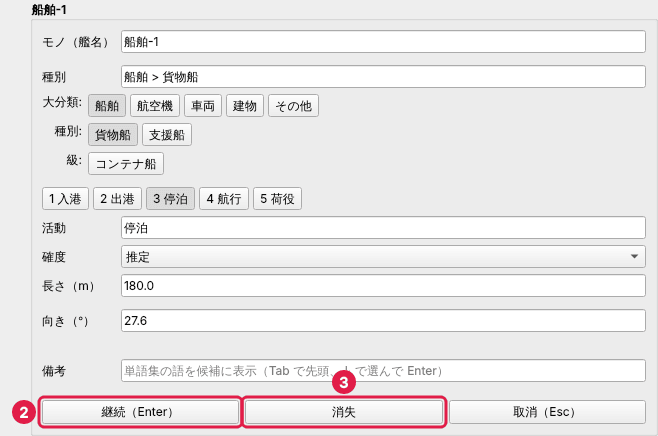 船舶-1
モノ（艦名） 船舶-1
種別 船舶 > 貨物船
大分類: 船舶 航空機 車両 建物 その他
種別: 貨物船 支援船
級: コンテナ船
1 入港 2 出港 3 停泊 4 航行 5 荷役
活動 停泊
確度 推定
長さ（m） 180.0
向き（°） 27.6
備考 単語集の語を候補に表示（Tab で先頭、 で選んで Enter）
3
2 継続（Enter） 消失 取消（Esc）